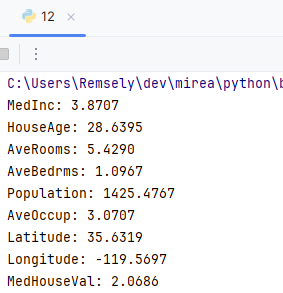 12
C:\Users\Remsely\dev\mirea\python\b
MedInc: 3.8707
HouseAge: 28.6395
AveRooms: 5.4290
AveBedrms: 1.0967
Population: 1425.4767
AveOccup: 3.0707
Latitude: 35.6319
Longitude: -119.5697
MedHouseVal: 2.0686